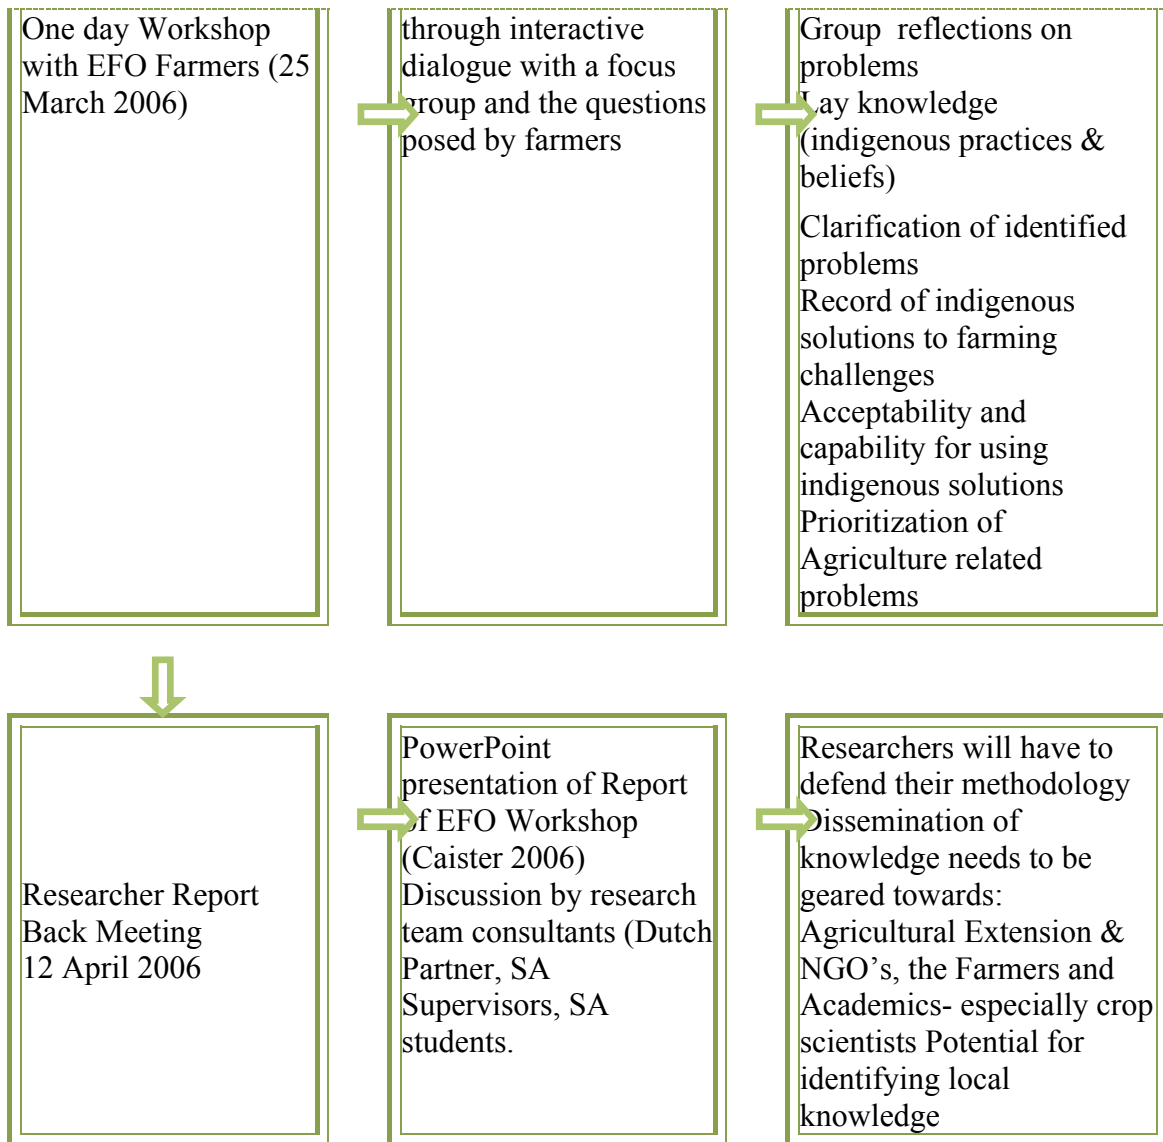 One day Workshop
with EFO Farmers (25
March 2006)
through interactive
dialogue with a focus
group and the questions
posed by farmers
Group reflections on
problems
Lay knowledge
(indigenous practices &
beliefs)
Clarification of identified
problems
Record of indigenous
solutions to farming
challenges
Acceptability and
capability for using
indigenous solutions
Prioritization of
Agriculture related
problems
Researcher Report
Back Meeting
12 April 2006
PowerPoint
presentation of Report
of EFO Workshop
(Caister 2006)
Discussion by research
team consultants (Dutch
Partner, SA
Supervisors, SA
students.
Researchers will have to
defend their methodology
Dissemination of
knowledge needs to be
geared towards:
Agricultural Extension &
NGO's, the Farmers and
Academics- especially crop
scientists Potential for
identifying local
knowledge